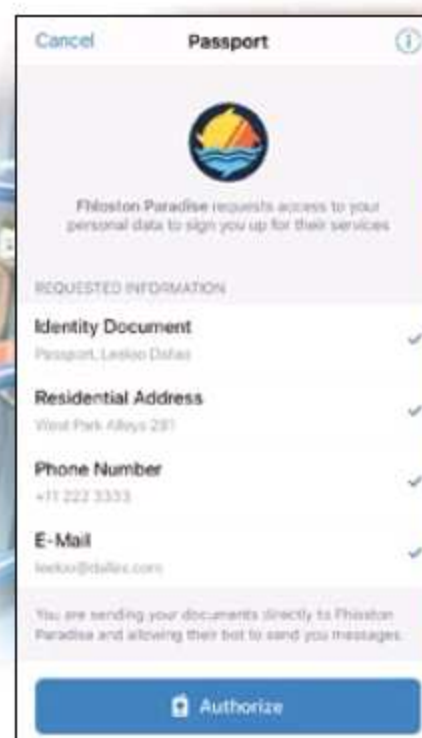 Cancel Passport
Fhloston Paradise requests access to your
personal data to sign you up for their services
REQUESTED INFORMATION
Identity Document
Passport, Leeloo Dallas
Residential Address
West Park Alleys 281
Phone Number
+11 222 3333
E-Mail
leeloo@dallas.com
You are sending your documents directly to Fhloston
Paradise and allowing their bot to send you messages.
Authorize